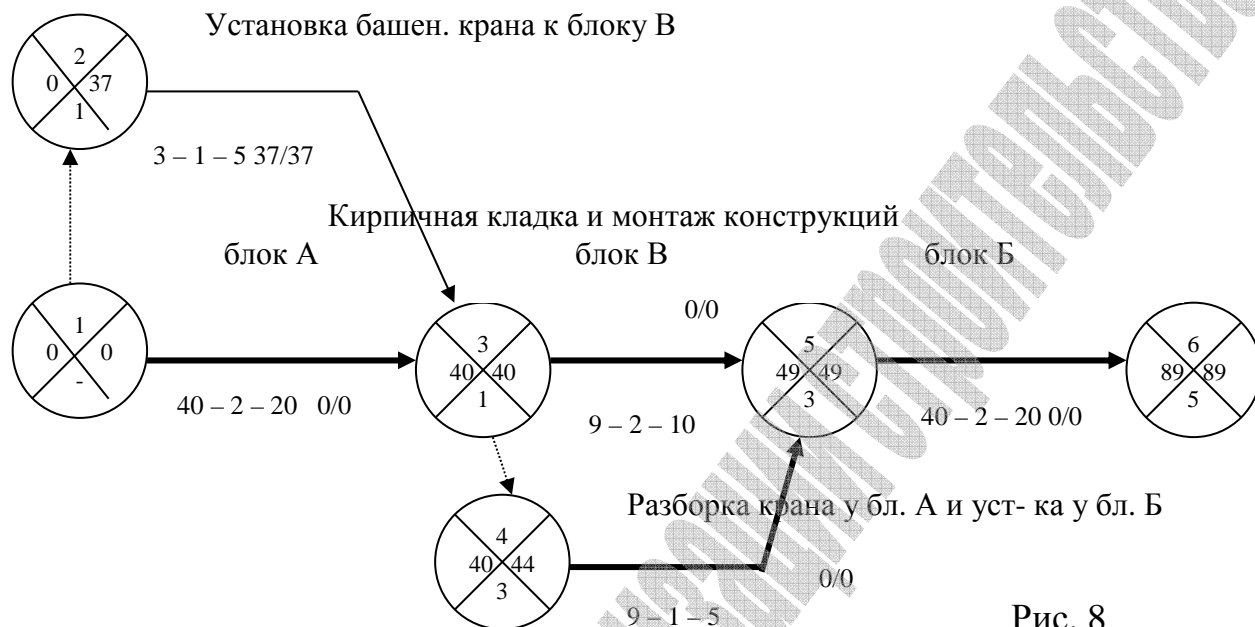 Установка башен. крана к блоку В
2
0 37
1
3 – 1 – 5 37/37
Кирпичная кладка и монтаж конструкций
блок А блок В блок Б
1
0 0
-
40 – 2 – 20 0/0
3
40 40
1
0/0
9 – 2 – 10
5
49 49
3
40 – 2 – 20 0/0
6
89 89
5
Разборка крана у бл. А и уст- ка у бл. Б
4
40 44
3
0/0
9 – 1 – 5
Рис. 8